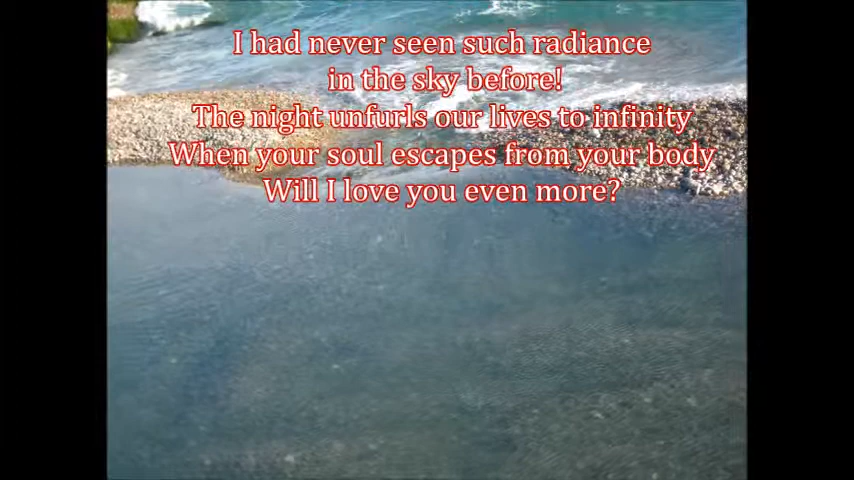 I had never seen such radiance
in the sky before!
The night unfurls our lives to infinity
When your soul escapes from your body
Will I love you even more?